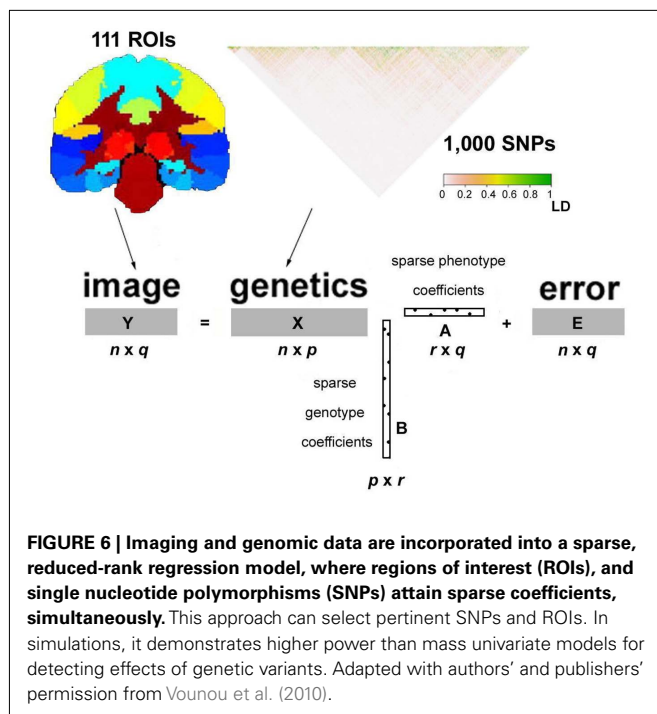 111 ROIs
1,000 SNPs
0 0.2 0.4 0.6 0.8 1
LD
image
genetics
sparse phenotype
coefficients
error
Y
=
X
A
+
E
n x q
n x p
r x q
n x q
sparse
genotype
coefficients
B
p x r
FIGURE 6 | Imaging and genomic data are incorporated into a sparse,
reduced-rank regression model, where regions of interest (ROIs), and
single nucleotide polymorphisms (SNPs) attain sparse coefficients,
simultaneously. This approach can select pertinent SNPs and ROIs. In
simulations, it demonstrates higher power than mass univariate models for
detecting effects of genetic variants. Adapted with authors’ and publishers’
permission from Vounou et al. (2010).